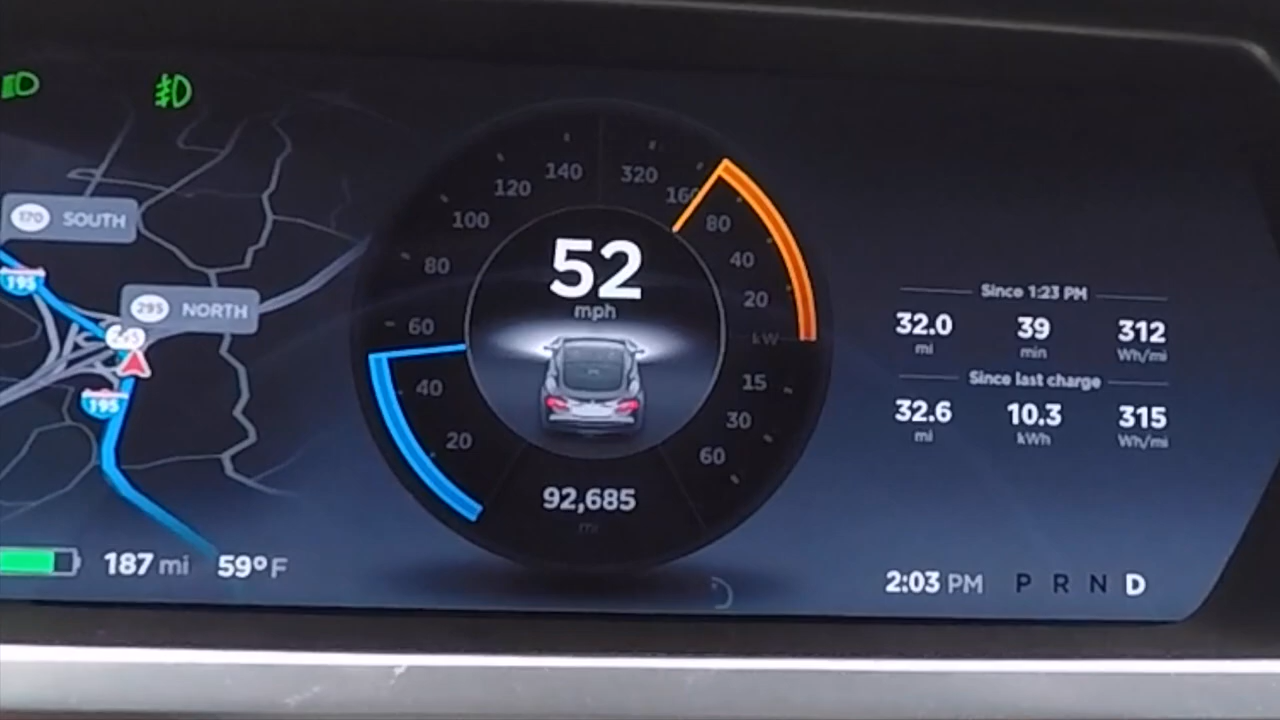 170 SOUTH
195
295 NORTH
195
187 mi 59°F
140
320
120
160
100
80
80
40
60
20
kW
40
15
20
30
60
52
mph
92,685
mi
Since 1:23 PM
32.0 39 312
mi min Wh/mi
Since last charge
32.6 10.3 315
mi kWh Wh/mi
2:03 PM P R N D